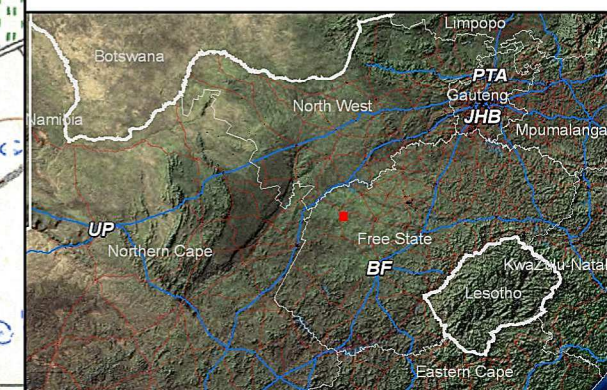 Limpopo
Botswana
PTA
Gauteng
North West
JHB
Namibia
Mpumalanga
UP
Free State
Northern Cape
BF
KwaZulu-Natal
Lesotho
Eastern Cape